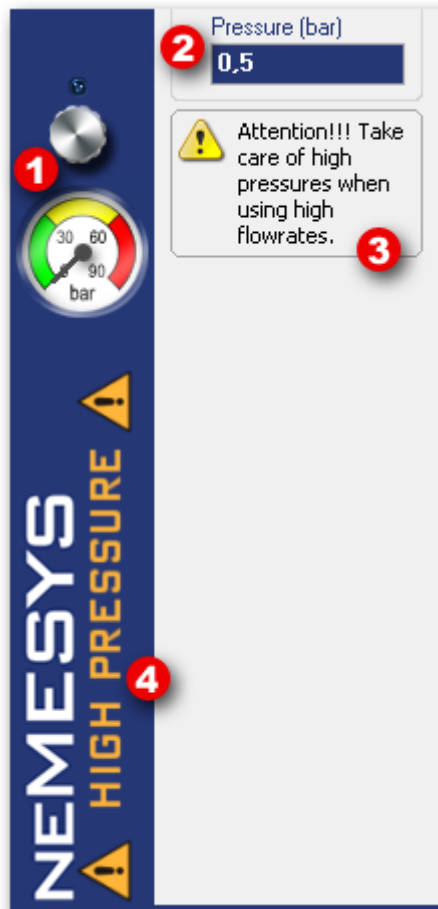 Pressure (bar)
2
0,5
Attention!!! Take
care of high
pressures when
using high
flowrates.
3
1
30 60
0 90
bar
NEMESYS
HIGH PRESSURE
4